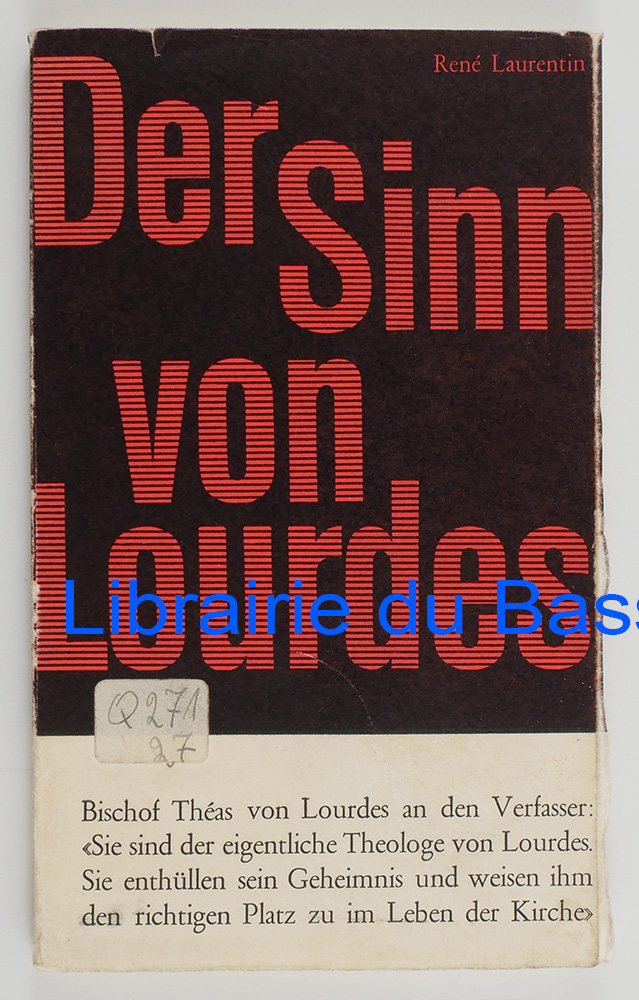 René Laurentin
Der
Sinn
von
Lourdes
Librairie du Bass
Q 271
27
Bischof Théas von Lourdes an den Verfasser:
«Sie sind der eigentliche Theologe von Lourdes.
Sie enthüllen sein Geheimnis und weisen ihm
den richtigen Platz zu im Leben der Kirche»